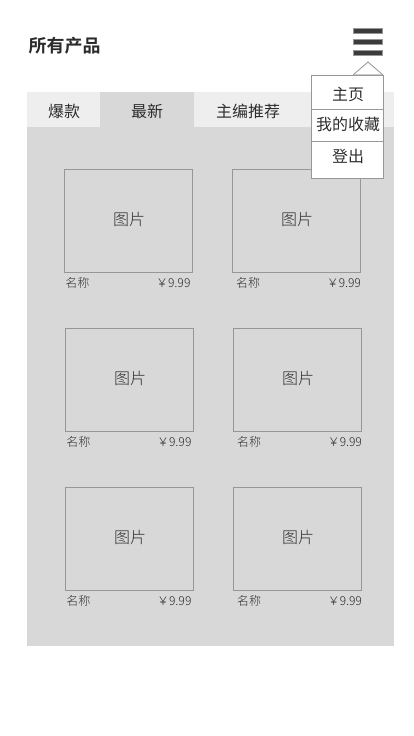 所有产品
爆款 最新 主编推荐
主页
我的收藏
登出
图片 图片
名称 ￥9.99 名称 ￥9.99
图片 图片
名称 ￥9.99 名称 ￥9.99
图片 图片
名称 ￥9.99 名称 ￥9.99